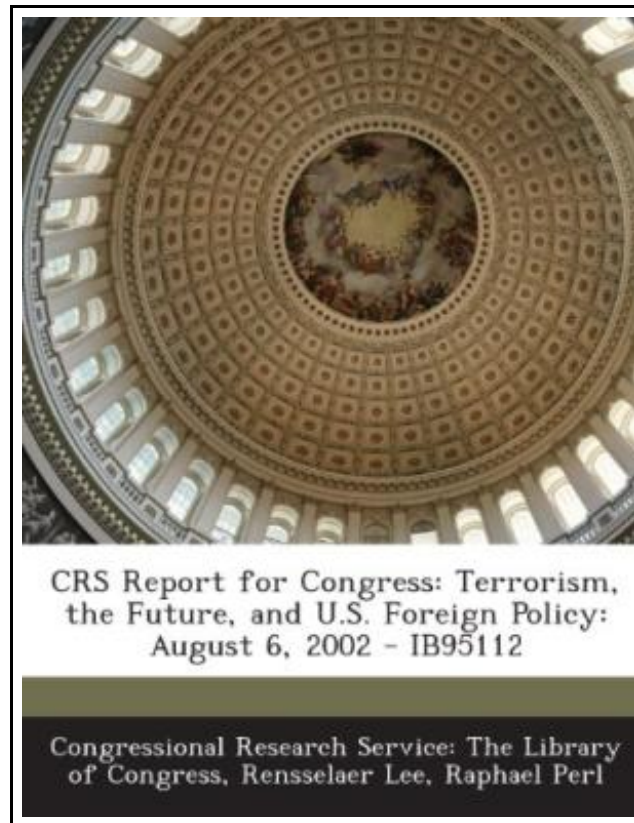 CRS Report for Congress: Terrorism,
the Future, and U.S. Foreign Policy:
August 6, 2002 - IB95112
Congressional Research Service: The Library
of Congress, Rensselaer Lee, Raphael Perl